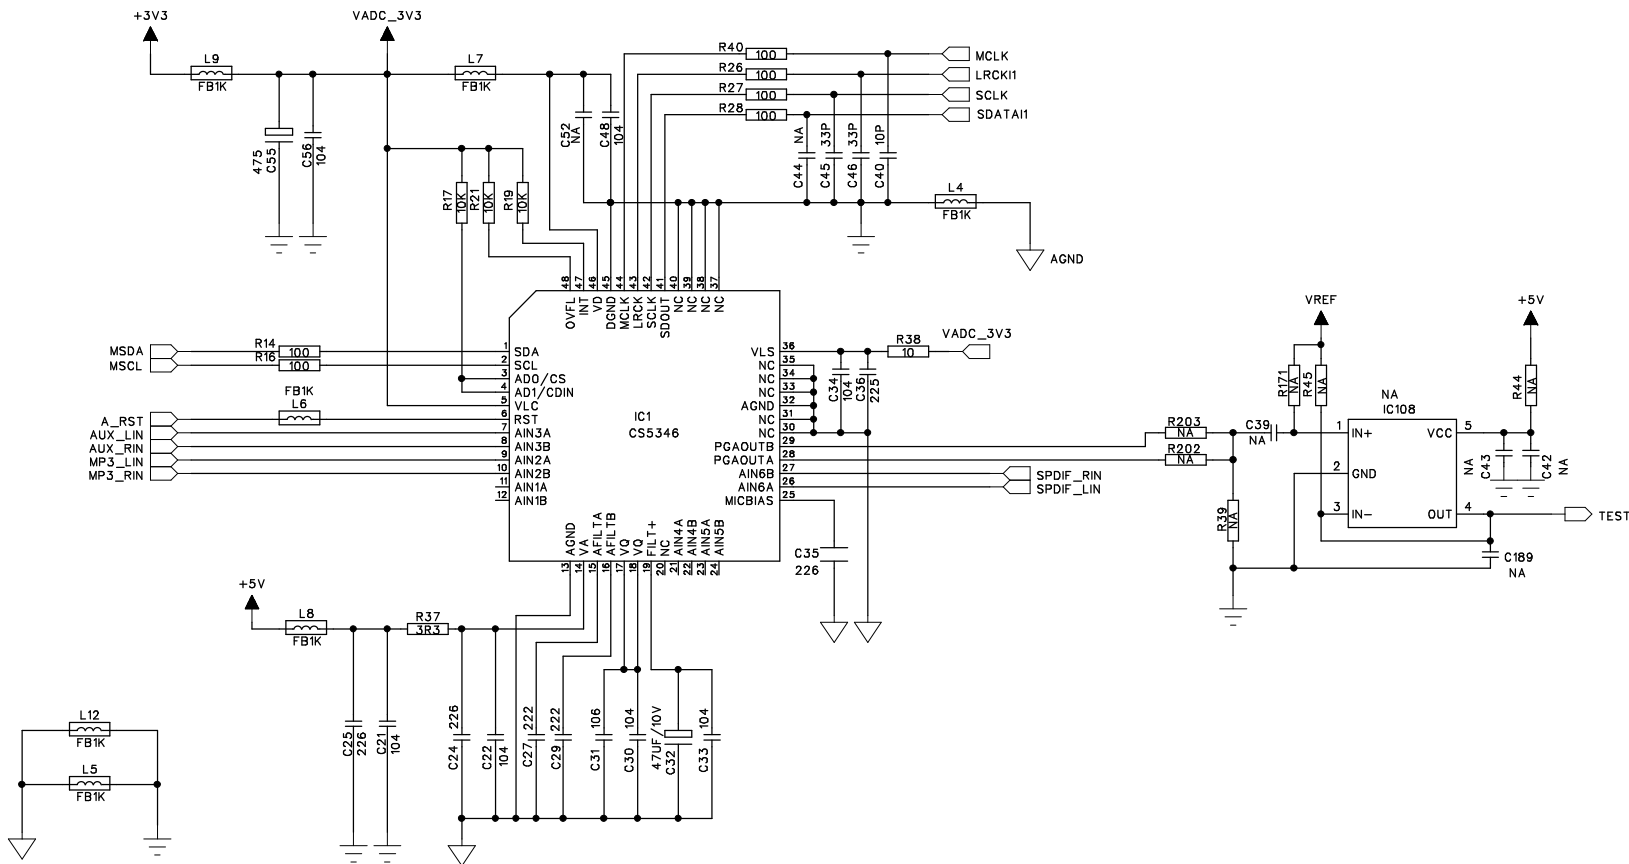 +3V3
VADC_3V3
L9
FB1K
L7
FB1K
R40
100
MCLK
R26
100
LRCKI1
R27
100
SCLK
R28
100
SDATAI1
475
C55
C56
104
C52
NA
C48
104
C44
NA
C45
33P
C46
33P
C40
10P
R17
10K
R21
10K
R19
10K
L4
FB1K
AGND
48
47
46
45
44
43
42
41
40
39
38
37
OVFL
INT
VD
DGND
MCLK
LRCK
SCLK
SDOUT
NC
NC
NC
NC
MSDA
R14
100
1
SDA
MSCL
R16
100
2
SCL
3
AD0/CS
4
AD1/CDIN
5
VLC
FB1K
L6
A_RST
6
RST
AUX_LIN
7
AIN3A
AUX_RIN
8
AIN3B
MP3_LIN
9
AIN2A
MP3_RIN
10
AIN2B
11
AIN1A
12
AIN1B
IC1
CS5346
VLS
36
NC
35
NC
34
NC
33
AGND
32
NC
31
NC
30
PGAOUTB
29
PGAOUTA
28
AIN6B
27
AIN6A
26
MICBIAS
25
R38
10
VADC_3V3
C34
104
C36
225
SPDIF_RIN
SPDIF_LIN
C35
226
AGND
VA
AFILTA
AFILTB
VQ
VQ
FILT+
NC
AIN4A
AIN4B
AIN5A
AIN5B
13
14
15
16
17
18
19
20
21
22
23
24
R203
NA
R202
NA
C39
NA
R39
NA
VREF
R171
NA
R45
NA
+5V
R44
NA
NA
IC108
1
IN+
VCC
5
2
GND
3
IN-
OUT
4
NA
C43
C42
NA
TEST
C189
NA
+5V
L8
FB1K
R37
3R3
C25
226
C21
104
C24
226
C22
104
C27
222
C29
222
C31
106
C30
104
47UF/10V
C32
C33
104
L12
FB1K
L5
FB1K